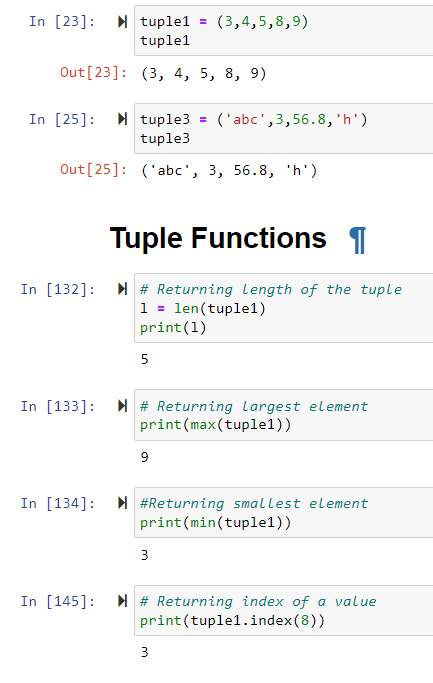 In [23]: tuple1 = (3,4,5,8,9)
tuple1
Out[23]: (3, 4, 5, 8, 9)
In [25]: tuple3 = ('abc',3,56.8,'h')
tuple3
Out[25]: ('abc', 3, 56.8, 'h')
Tuple Functions ¶
In [132]: # Returning length of the tuple
l = len(tuple1)
print(l)
5
In [133]: # Returning largest element
print(max(tuple1))
9
In [134]: #Returning smallest element
print(min(tuple1))
3
In [145]: # Returning index of a value
print(tuple1.index(8))
3